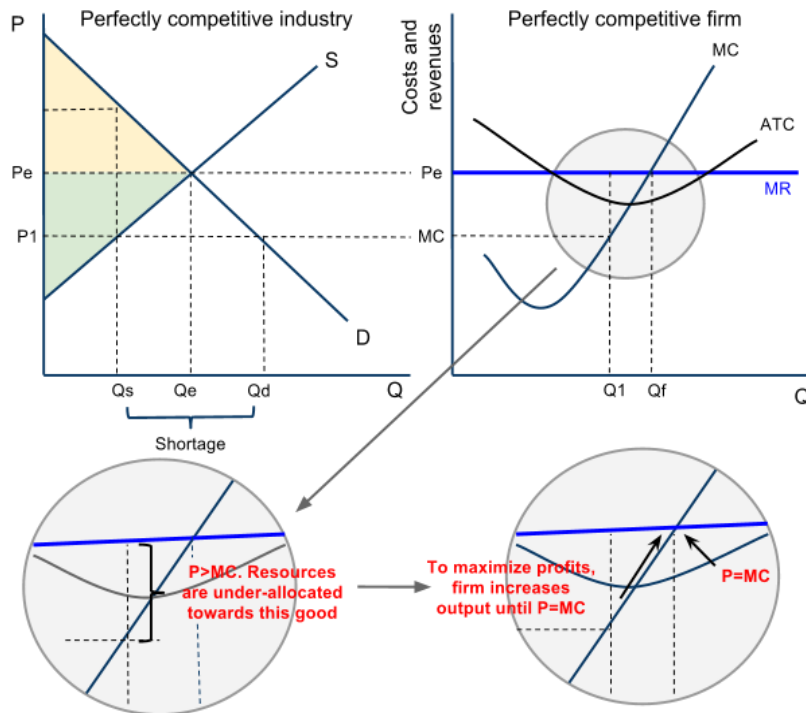 Perfectly competitive industry
P
S
Pe
P1
D
Qs
Qe
Qd
Q
Shortage
Perfectly competitive firm
Costs and
revenues
MC
ATC
Pe
MR
MC
Q1
Qf
Q
P>MC. Resources
are under-allocated
towards this good
To maximize profits,
firm increases
output until P=MC
P=MC